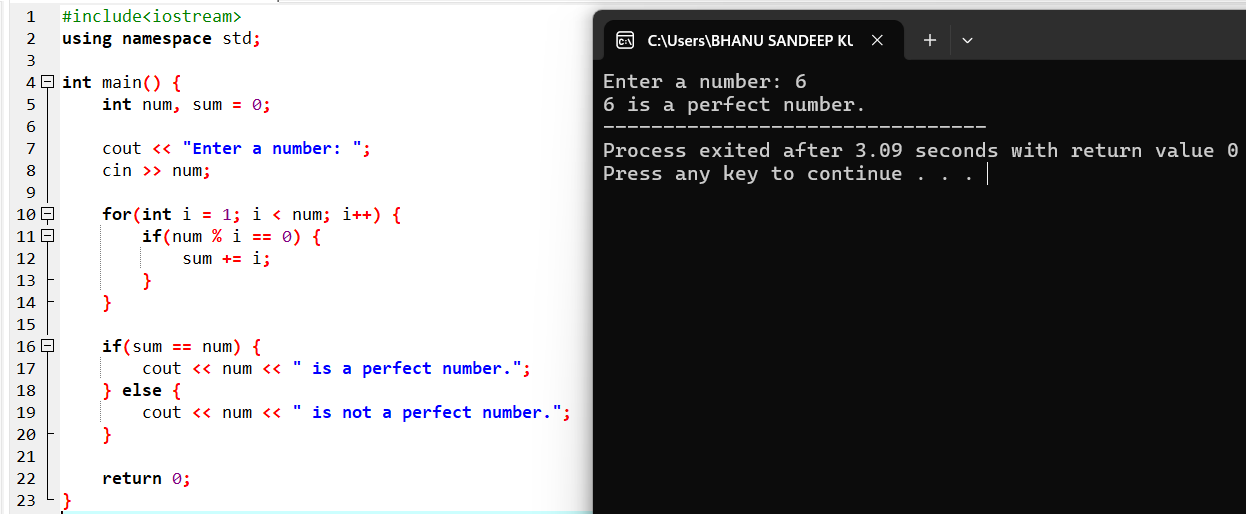 1 #include<iostream>
2 using namespace std;
3
4 int main() {
5     int num, sum = 0;
6
7     cout << "Enter a number: ";
8     cin >> num;
9
10     for(int i = 1; i < num; i++) {
11         if(num % i == 0) {
12             sum += i;
13         }
14     }
15
16     if(sum == num) {
17         cout << num << " is a perfect number.";
18     } else {
19         cout << num << " is not a perfect number.";
20     }
21
22     return 0;
23 }
C:\Users\BHANU SANDEEP KU
Enter a number: 6
6 is a perfect number.
--------------------------------
Process exited after 3.09 seconds with return value 0
Press any key to continue . . .